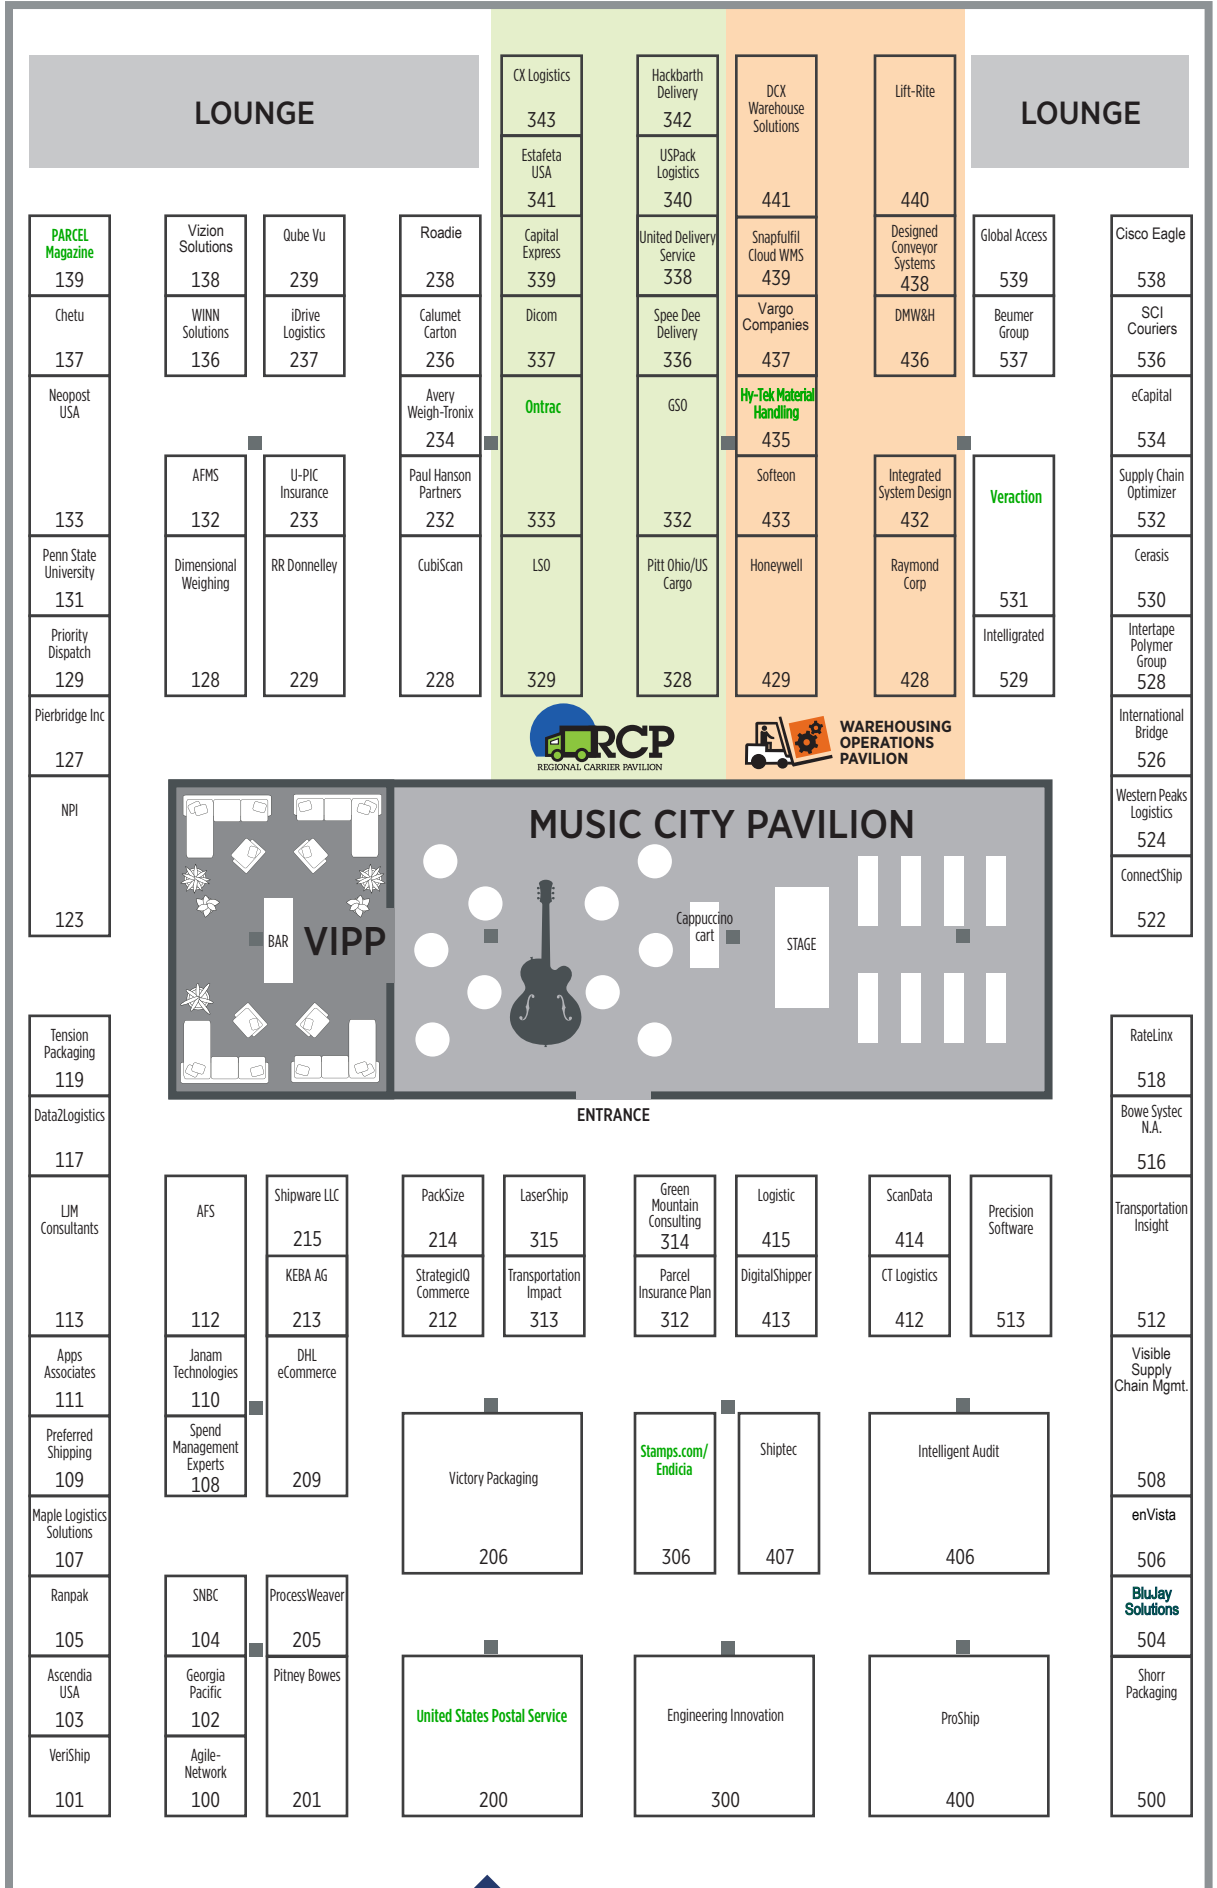 LOUNGE
LOUNGE
CX Logistics
343
Hackbarth
Delivery
342
DCX
Warehouse
Solutions
441
Lift-Rite
440
Estafeta
USA
341
USPack
Logistics
340
PARCEL
Magazine
139
Vizion
Solutions
138
Qube Vu
239
Roadie
238
Capital
Express
339
United Delivery
Service
338
Snapfulfil
Cloud WMS
439
Designed
Conveyor
Systems
438
Global Access
539
Cisco Eagle
538
Chetu
137
WINN
Solutions
136
iDrive
Logistics
237
Calumet
Carton
236
Dicom
337
Spee Dee
Delivery
336
Vargo
Companies
437
DMW&H
436
Beumer
Group
537
SCI
Couriers
536
Neopost
USA
133
Avery
Weigh-Tronix
234
Ontrac
333
GSO
332
Hy-Tek Material
Handling
435
eCapital
534
AFMS
132
U-PIC
Insurance
233
Paul Hanson
Partners
232
Softeon
433
Integrated
System Design
432
Veraction
531
Supply Chain
Optimizer
532
Penn State
University
131
Dimensional
Weighing
128
RR Donnelley
229
CubiScan
228
LSO
329
Pitt Ohio/US
Cargo
328
Honeywell
429
Raymond
Corp
428
Cerasis
530
Priority
Dispatch
129
Intelligrated
529
Intertape
Polymer
Group
528
Pierbridge Inc
127
RCP
REGIONAL CARRIER PAVILION
WAREHOUSING
OPERATIONS
PAVILION
International
Bridge
526
NPI
123
MUSIC CITY PAVILION
Western Peaks
Logistics
524
ConnectShip
522
BAR
VIPP
Cappuccino
cart
STAGE
ENTRANCE
Tension
Packaging
119
RateLinx
518
Data2Logistics
117
Bowe Systec
N.A.
516
LJM
Consultants
113
AFS
112
Shipware LLC
215
PackSize
214
LaserShip
315
Green
Mountain
Consulting
314
Logistic
415
ScanData
414
Precision
Software
513
Transportation
Insight
512
KEBA AG
213
StrategicIQ
Commerce
212
Transportation
Impact
313
Parcel
Insurance Plan
312
DigitalShipper
413
CT Logistics
412
Apps
Associates
111
Janam
Technologies
110
DHL
eCommerce
209
Visible
Supply
Chain Mgmt.
508
Preferred
Shipping
109
Spend
Management
Experts
108
Victory Packaging
206
Stamps.com/
Endicia
306
Shiptec
407
Intelligent Audit
406
Maple Logistics
Solutions
107
enVista
506
Ranpak
105
SNBC
104
ProcessWeaver
205
BluJay
Solutions
504
Ascendia
USA
103
Georgia
Pacific
102
Pitney Bowes
201
United States Postal Service
200
Engineering Innovation
300
ProShip
400
Shorr
Packaging
500
VeriShip
101
Agile-
Network
100